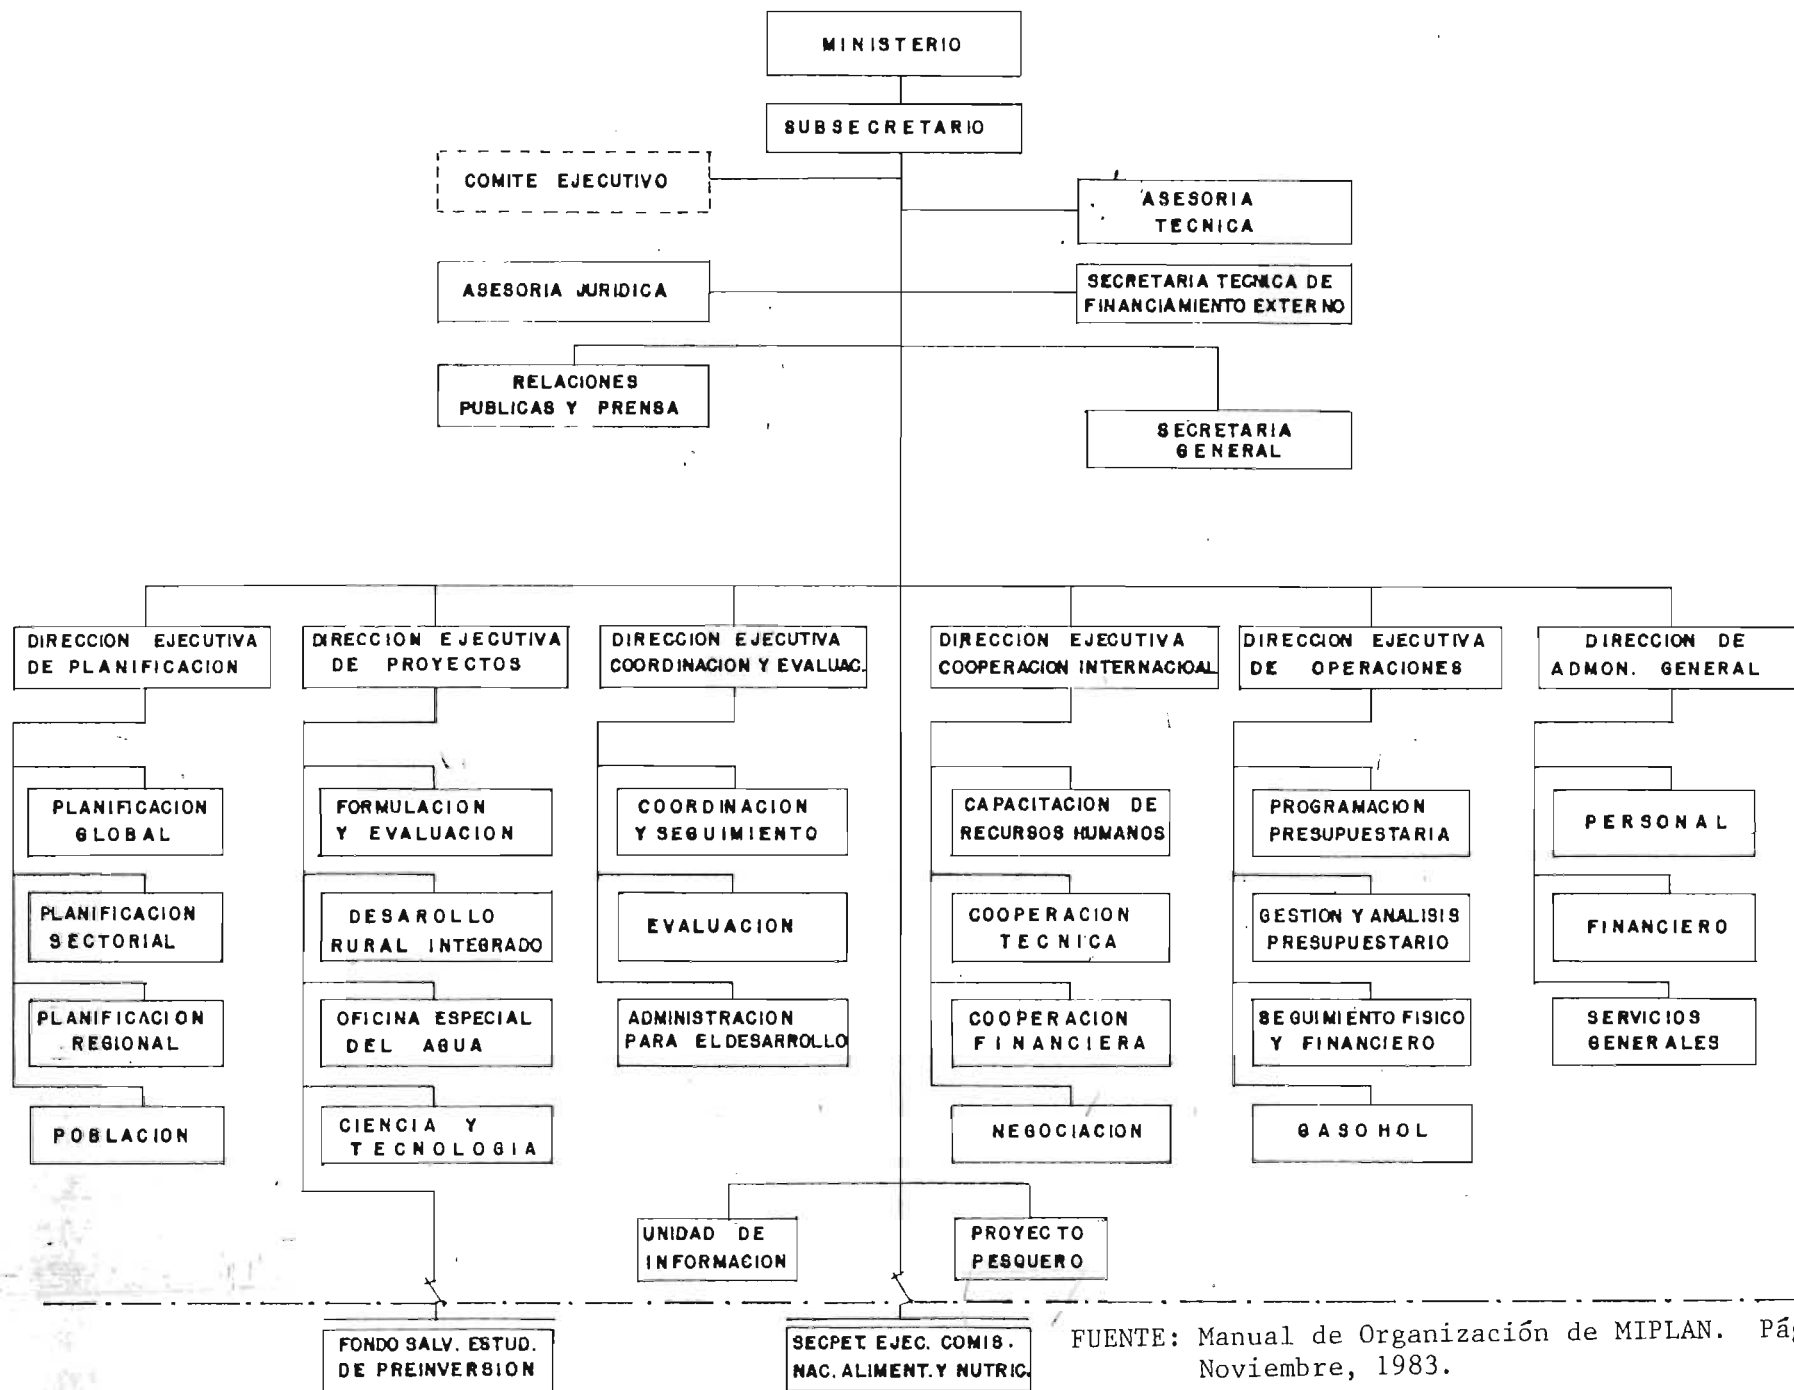 MINISTERIO
SUBSECRETARIO
COMITE EJECUTIVO
ASESORIA
TECNICA
ASESORIA JURIDICA
SECRETARIA TECNICA DE
FINANCIAMIENTO EXTERNO
RELACIONES
PUBLICAS Y PRENSA
SECRETARIA
GENERAL
DIRECCION EJECUTIVA
DE PLANIFICACION
DIRECCION EJECUTIVA
DE PROYECTOS
DIRECCION EJECUTIVA
COORDINACION Y EVALUAC.
DIRECCION EJECUTIVA
COOPERACION INTERNACIOAL
DIRECCION EJECUTIVA
DE OPERACIONES
DIRECCION DE
ADMON. GENERAL
PLANIFICACION
GLOBAL
FORMULACION
Y EVALUACION
COORDINACION
Y SEGUIMIENTO
CAPACITACION DE
RECURSOS HUMANOS
PROGRAMACION
PRESUPUESTARIA
PERSONAL
PLANIFICACION
SECTORIAL
DESAROLLO
RURAL INTEGRADO
EVALUACION
COOPERACION
TECNICA
GESTION Y ANALISIS
PRESUPUESTARIO
FINANCIERO
PLANIFICACION
REGIONAL
OFICINA ESPECIAL
DEL AGUA
ADMINISTRACION
PARA EL DESARROLLO
COOPERACION
FINANCIERA
SEGUIMIENTO FISICO
Y FINANCIERO
SERVICIOS
GENERALES
POBLACION
CIENCIA Y
TECNOLOGIA
NEGOCIACION
GASOHOL
UNIDAD DE
INFORMACION
PROYECTO
PESQUERO
FONDO SALV. ESTUD.
DE PREINVERSION
SECPET. EJEC. COMIS.
NAC. ALIMENT. Y NUTRIC.
FUENTE: Manual de Organización de MIPLAN. Pág
Noviembre, 1983.